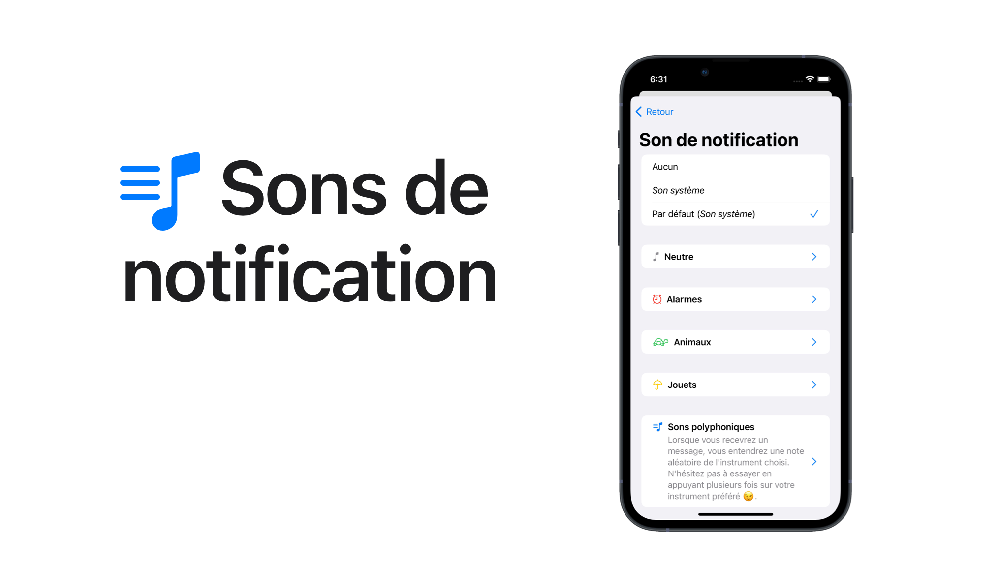 Sons de
notification
6:31
Retour
Son de notification
Aucun
Son système
Par défaut (Son système)
Neutre
Alarmes
Animaux
Jouets
Sons polyphoniques
Lorsque vous recevrez un
message, vous entendrez une note
aléatoire de l'instrument choisi.
N'hésitez pas à essayer en
appuyant plusieurs fois sur votre
instrument préféré 😉.